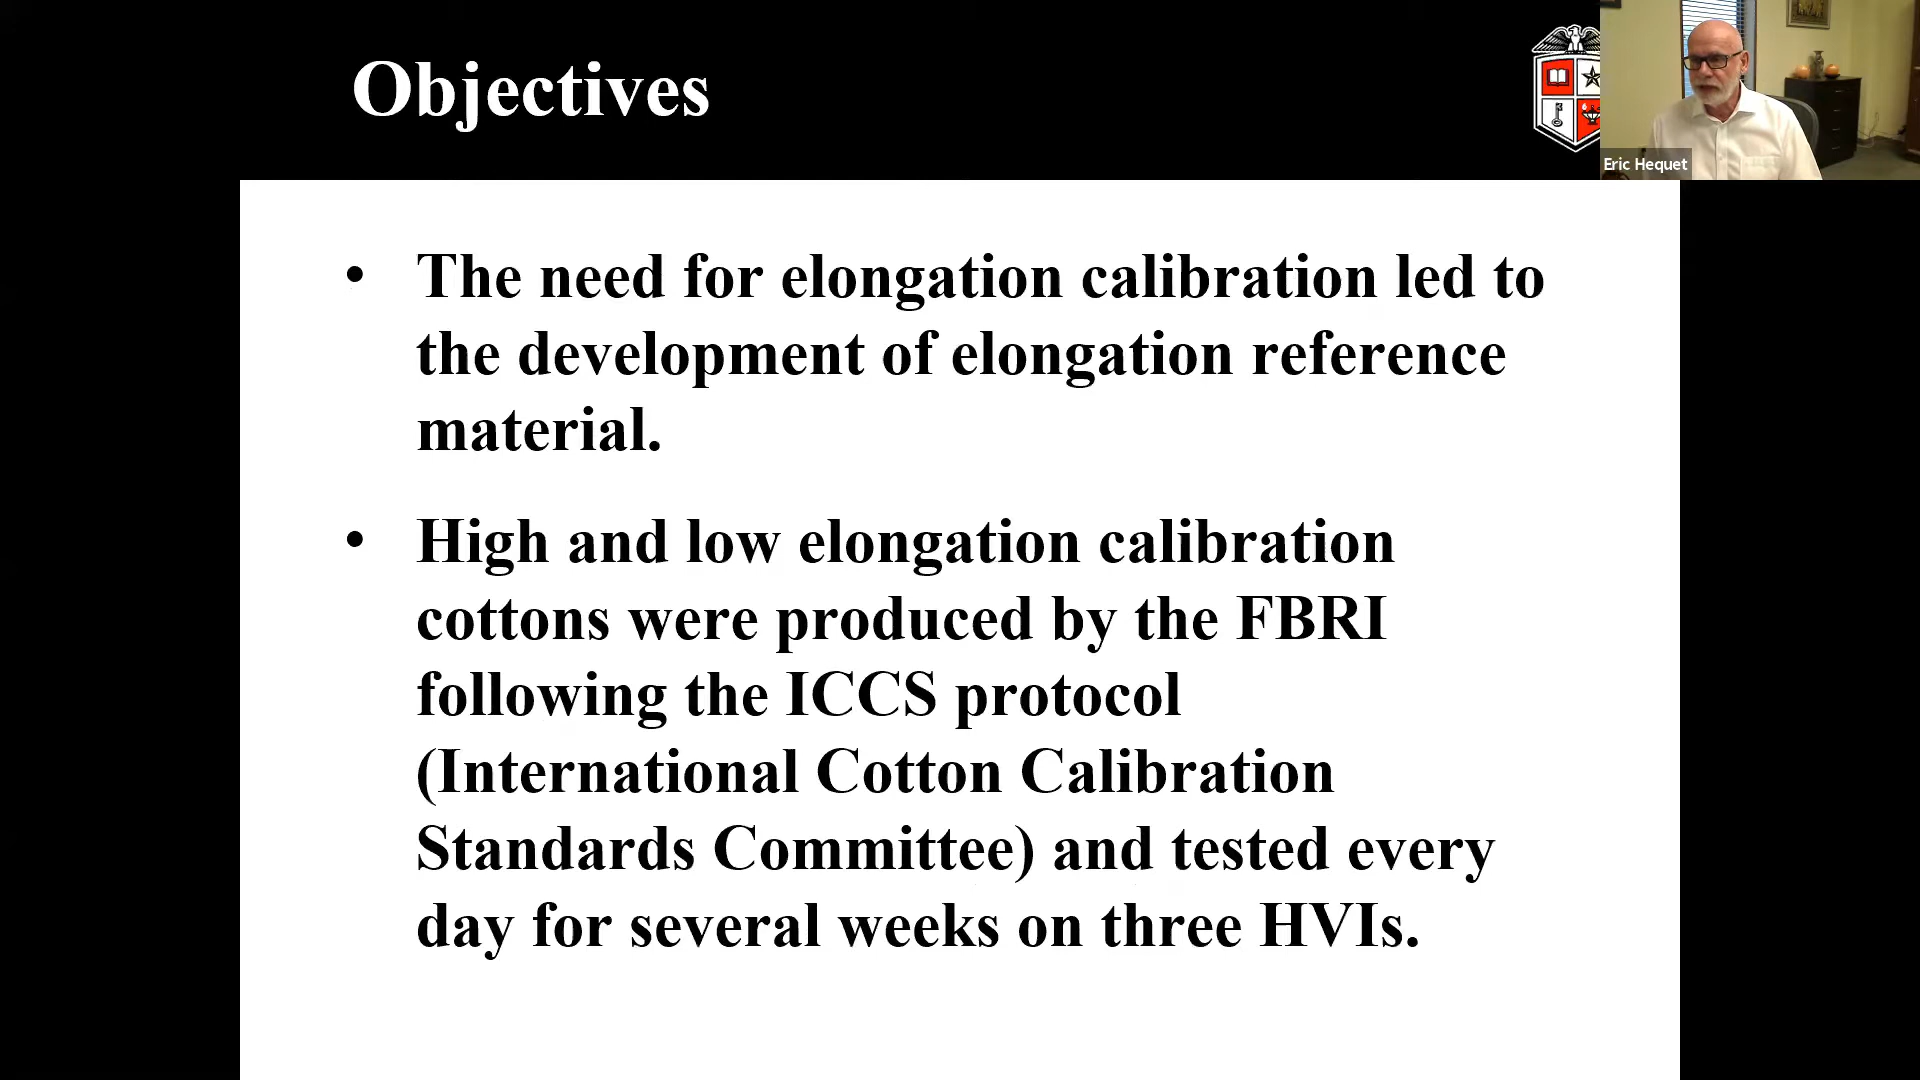 Objectives
Eric Hequet
• The need for elongation calibration led to
the development of elongation reference
material.
• High and low elongation calibration
cottons were produced by the FBRI
following the ICCS protocol
(International Cotton Calibration
Standards Committee) and tested every
day for several weeks on three HVIs.